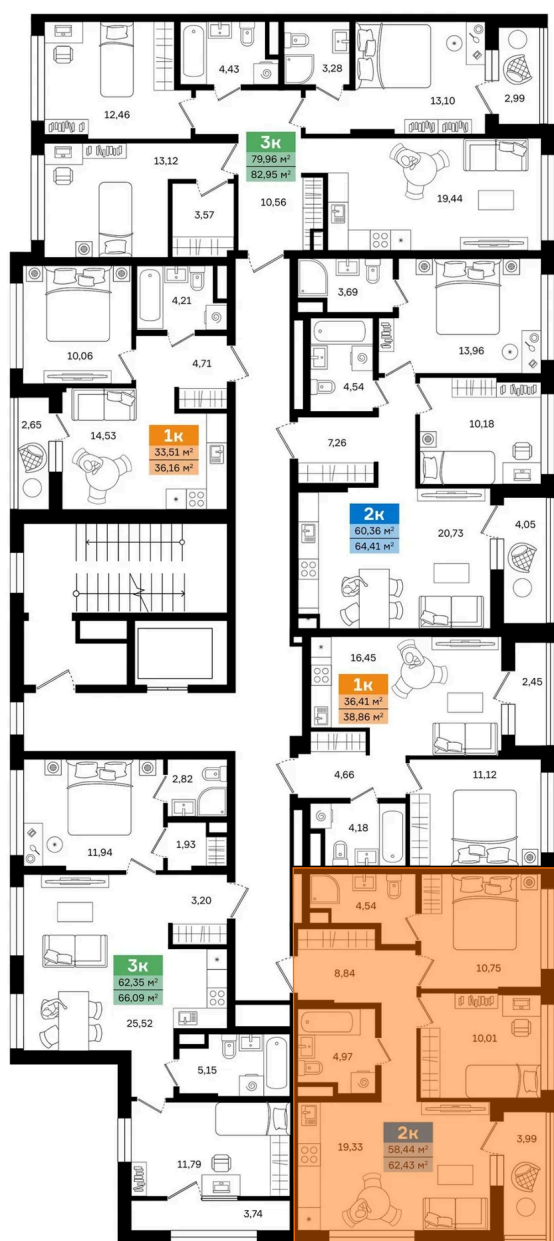 4,43
3,28
12,46
13,10
2,99
3к
79,96 м²
82,95 м²
13,12
10,56
3,57
19,44
4,21
3,69
10,06
4,71
13,96
4,54
10,18
2,65
14,53
1к
33,51 м²
36,16 м²
7,26
2к
60,36 м²
64,41 м²
20,73
4,05
16,45
1к
36,41 м²
38,86 м²
2,45
2,82
4,66
11,12
11,94
1,93
4,18
3,20
4,54
3к
62,35 м²
66,09 м²
25,52
8,84
10,75
5,15
4,97
10,01
11,79
19,33
2к
58,44 м²
62,43 м²
3,99
3,74